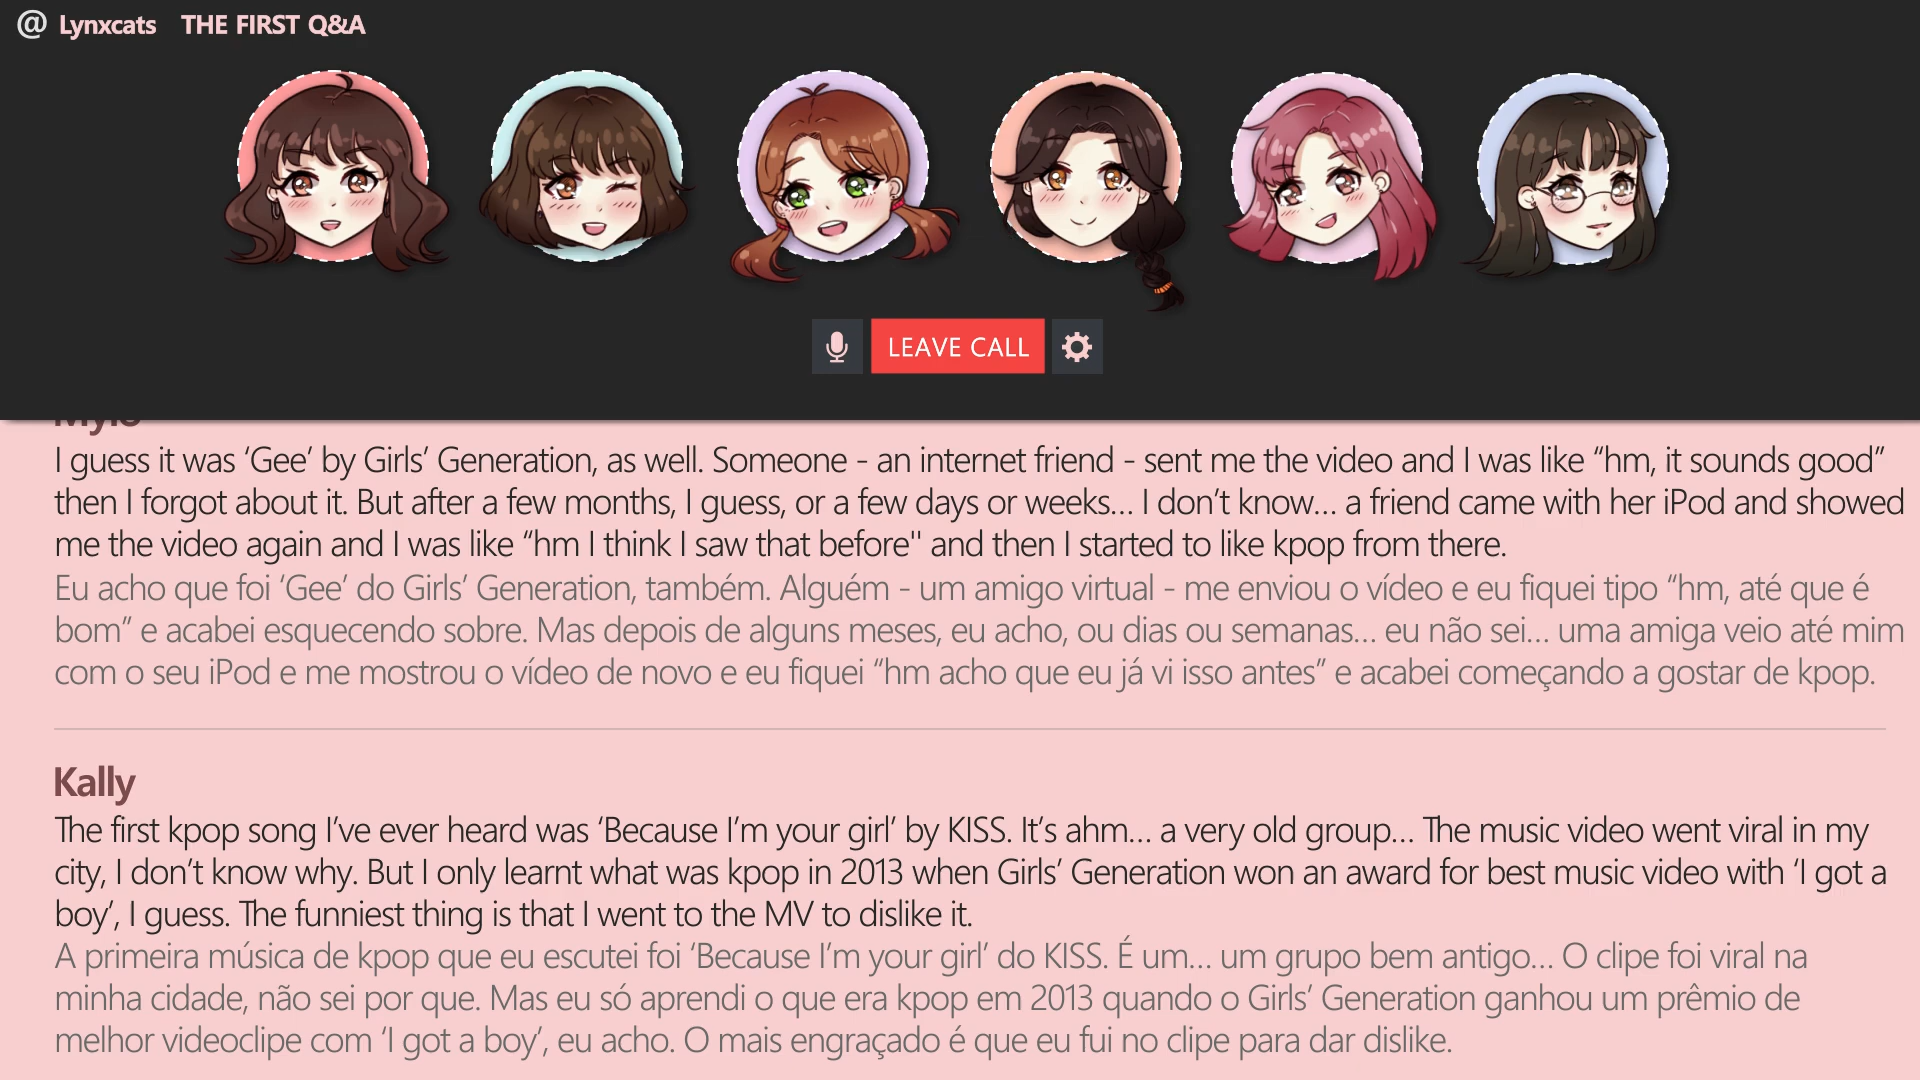 @ Lynxcats THE FIRST Q&A
LEAVE CALL
I guess it was ‘Gee’ by Girls’ Generation, as well. Someone - an internet friend - sent me the video and I was like “hm, it sounds good”
then I forgot about it. But after a few months, I guess, or a few days or weeks... I don’t know... a friend came with her iPod and showed
me the video again and I was like “hm I think I saw that before" and then I started to like kpop from there.
Eu acho que foi ‘Gee’ do Girls’ Generation, também. Alguém - um amigo virtual - me enviou o vídeo e eu fiquei tipo “hm, até que é
bom” e acabei esquecendo sobre. Mas depois de alguns meses, eu acho, ou dias ou semanas... eu não sei... uma amiga veio até mim
com o seu iPod e me mostrou o vídeo de novo e eu fiquei “hm acho que eu já vi isso antes” e acabei começando a gostar de kpop.
Kally
The first kpop song I’ve ever heard was ‘Because I’m your girl’ by KISS. It’s ahm... a very old group... The music video went viral in my
city, I don’t know why. But I only learnt what was kpop in 2013 when Girls’ Generation won an award for best music video with ‘I got a
boy’, I guess. The funniest thing is that I went to the MV to dislike it.
A primeira música de kpop que eu escutei foi ‘Because I’m your girl’ do KISS. É um... um grupo bem antigo... O clipe foi viral na
minha cidade, não sei por que. Mas eu só aprendi o que era kpop em 2013 quando o Girls’ Generation ganhou um prêmio de
melhor videoclipe com ‘I got a boy’, eu acho. O mais engraçado é que eu fui no clipe para dar dislike.